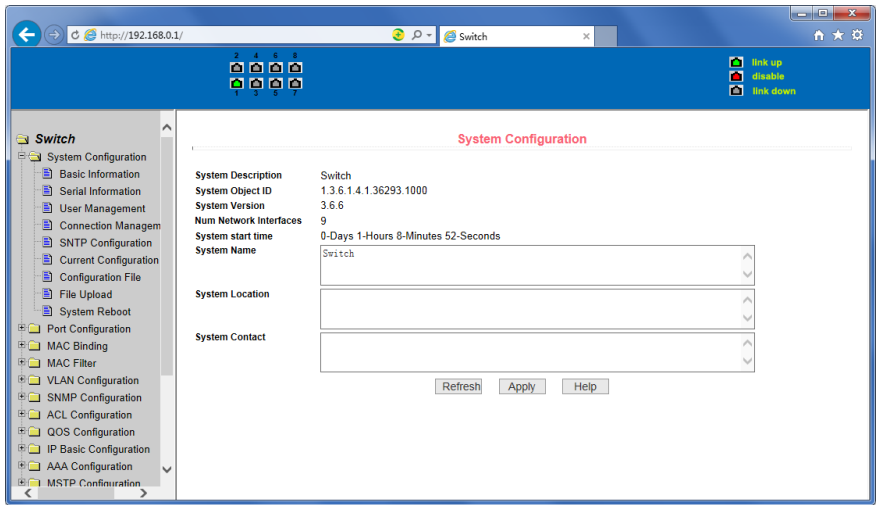 http://192.168.0.1/
Switch
2 4 6 8
1 3 5 7
link up
disable
link down
Switch
System Configuration
Basic Information
Serial Information
User Management
Connection Managem
SNTP Configuration
Current Configuration
Configuration File
File Upload
System Reboot
Port Configuration
MAC Binding
MAC Filter
VLAN Configuration
SNMP Configuration
ACL Configuration
QOS Configuration
IP Basic Configuration
AAA Configuration
MSTP Configuration
System Configuration
System Description Switch
System Object ID 1.3.6.1.4.1.36293.1000
System Version 3.6.6
Num Network Interfaces 9
System start time 0-Days 1-Hours 8-Minutes 52-Seconds
System Name Switch
System Location
System Contact
Refresh Apply Help